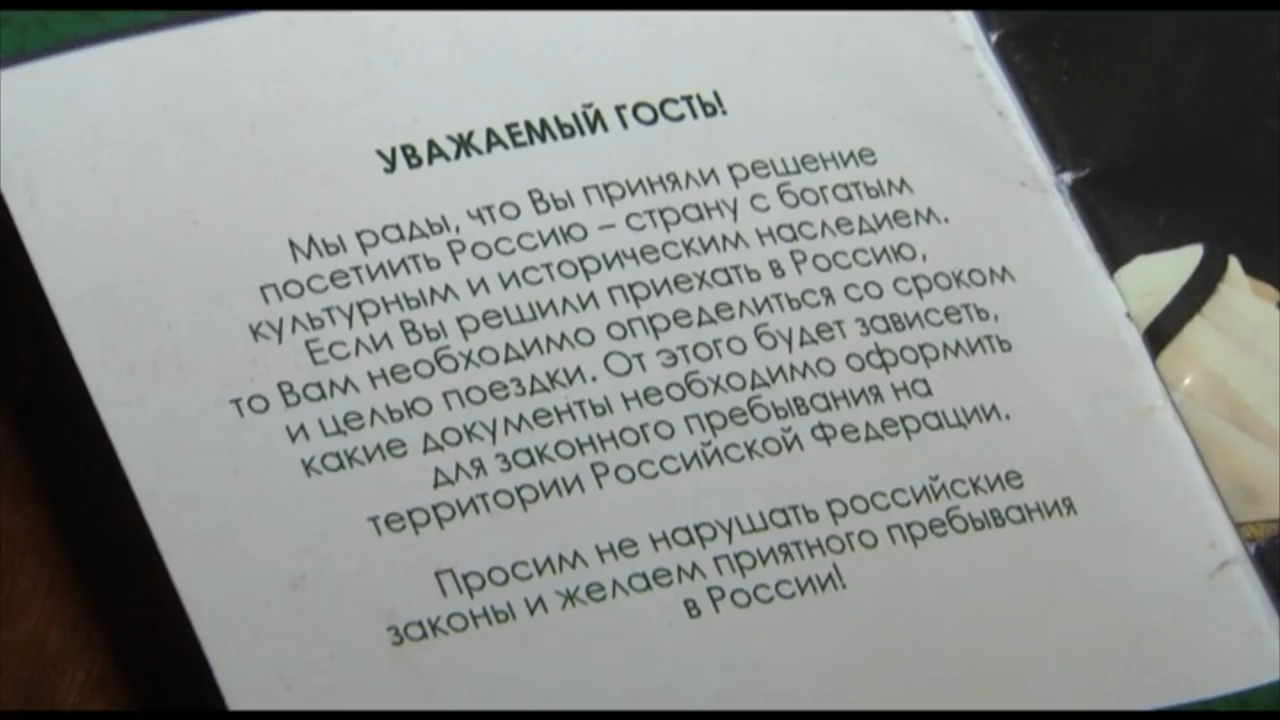 УВАЖАЕМЫЙ ГОСТЬ!
Мы рады, что Вы приняли решение
посетиить Россию – страну с богатым
культурным и историческим наследием.
Если Вы решили приехать в Россию,
то Вам необходимо определиться со сроком
и целью поездки. От этого будет зависеть,
какие документы необходимо оформить
для законного пребывания на
территории Российской Федерации.
Просим не нарушать российские
законы и желаем приятного пребывания
в России!